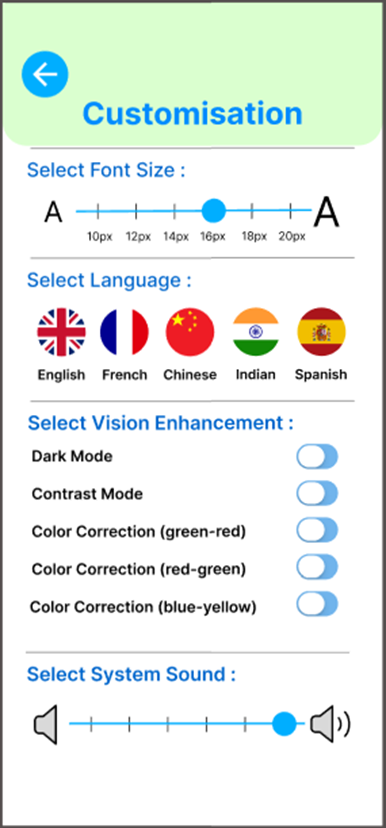 Customisation
Select Font Size :
A A
10px 12px 14px 16px 18px 20px
Select Language :
English French Chinese Indian Spanish
Select Vision Enhancement :
Dark Mode
Contrast Mode
Color Correction (green-red)
Color Correction (red-green)
Color Correction (blue-yellow)
Select System Sound :